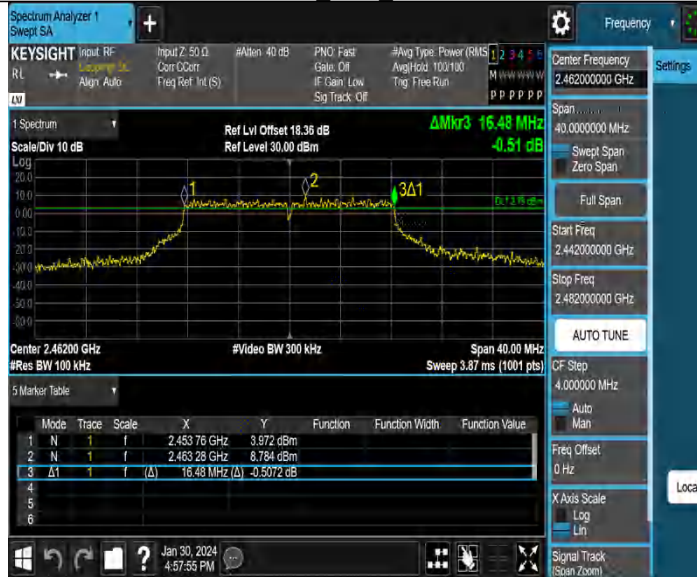 Spectrum Analyzer 1
Swept SA
+
Frequency
KEYSIGHT
RL
Input: RF
Align: Auto
Input Z: 50 Ω
Corr CCorr
Freq Ref: Int (S)
#Atten: 40 dB
PNO: Fast
Gate: Off
IF Gain: Low
Sig Track: Off
#Avg Type: Power (RMS
Avg|Hold: 100/100
Trig: Free Run
1 2 3 4 5 6
M W W W W W
P P P P P P
LXI
1 Spectrum
Scale/Div 10 dB
Log
Ref Lvl Offset 18.36 dB
Ref Level 30.00 dBm
ΔMkr3 16.48 MHz
-0.51 dB
20.0
10.0
0.00
-10.0
-20.0
-30.0
-40.0
-50.0
1
2
3Δ1
Center 2.46200 GHz
#Res BW 100 kHz
#Video BW 300 kHz
Span 40.00 MHz
Sweep 3.87 ms (1001 pts)
5 Marker Table
Mode Trace Scale X Y Function Function Width Function Value
1 N 1 f 2.453 76 GHz 3.972 dBm
2 N 1 f 2.463 28 GHz 8.784 dBm
3 Δ1 1 f (Δ) 16.48 MHz (Δ) -0.5072 dB
4
5
6
?
Jan 30, 2024
4:57:55 PM
Center Frequency
2.462000000 GHz
Settings
Span
40.0000000 MHz
Swept Span
Zero Span
Full Span
Start Freq
2.442000000 GHz
Stop Freq
2.482000000 GHz
AUTO TUNE
CF Step
4.000000 MHz
Auto
Man
Freq Offset
0 Hz
X Axis Scale
Log
Lin
Signal Track
(Span Zoom)
Loca